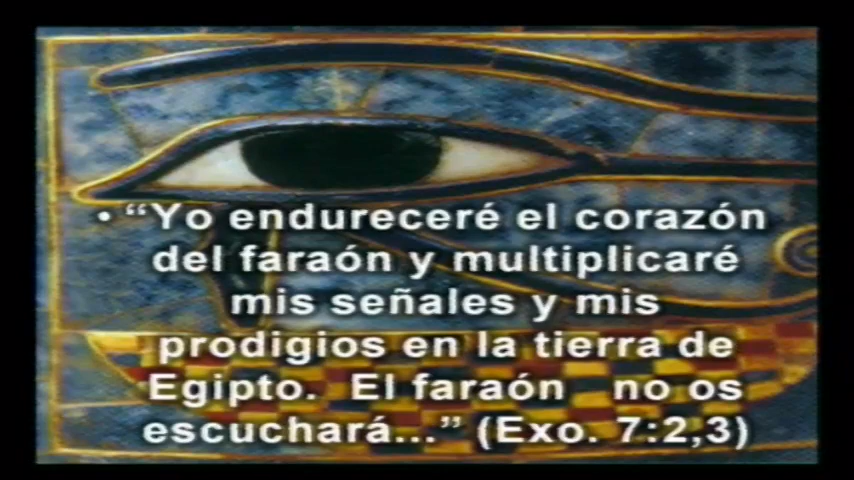 • “Yo endureceré el corazón
del faraón y multiplicaré
mis señales y mis
prodigios en la tierra de
Egipto. El faraón no os
escuchará...” (Exo. 7:2,3)